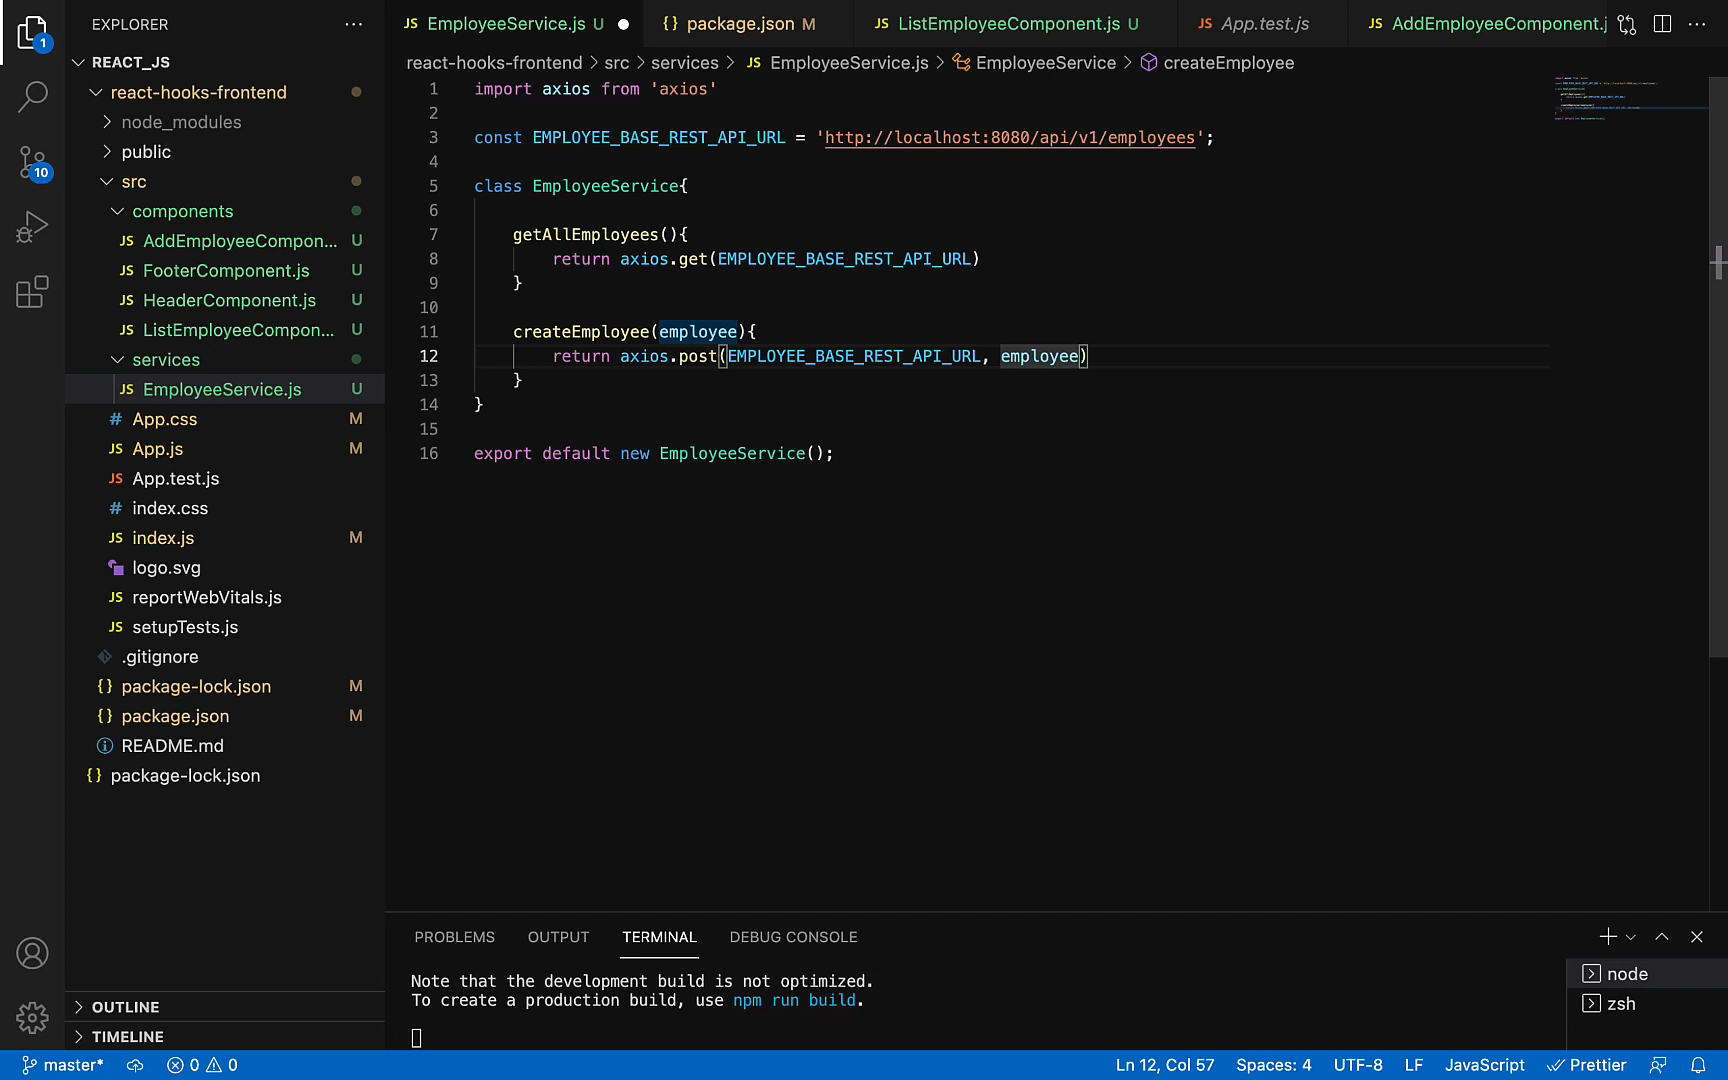 EXPLORER
EmployeeService.js U
package.json M
ListEmployeeComponent.js U
App.test.js
AddEmployeeComponent.j
REACT_JS
react-hooks-frontend
node_modules
public
src
components
AddEmployeeCompon... U
FooterComponent.js U
HeaderComponent.js U
ListEmployeeCompon... U
services
EmployeeService.js U
App.css M
App.js M
App.test.js
index.css
index.js M
logo.svg
reportWebVitals.js
setupTests.js
.gitignore
package-lock.json M
package.json M
README.md
package-lock.json
OUTLINE
TIMELINE
1
10
react-hooks-frontend > src > services > JS EmployeeService.js > EmployeeService > createEmployee
1 import axios from 'axios'
2
3 const EMPLOYEE_BASE_REST_API_URL = 'http://localhost:8080/api/v1/employees';
4
5 class EmployeeService{
6
7 getAllEmployees(){
8 return axios.get(EMPLOYEE_BASE_REST_API_URL)
9 }
10
11 createEmployee(employee){
12 return axios.post(EMPLOYEE_BASE_REST_API_URL, employee)
13 }
14 }
15
16 export default new EmployeeService();
PROBLEMS OUTPUT TERMINAL DEBUG CONSOLE
Note that the development build is not optimized.
To create a production build, use npm run build.
node
zsh
master* 0 0
Ln 12, Col 57 Spaces: 4 UTF-8 LF JavaScript Prettier